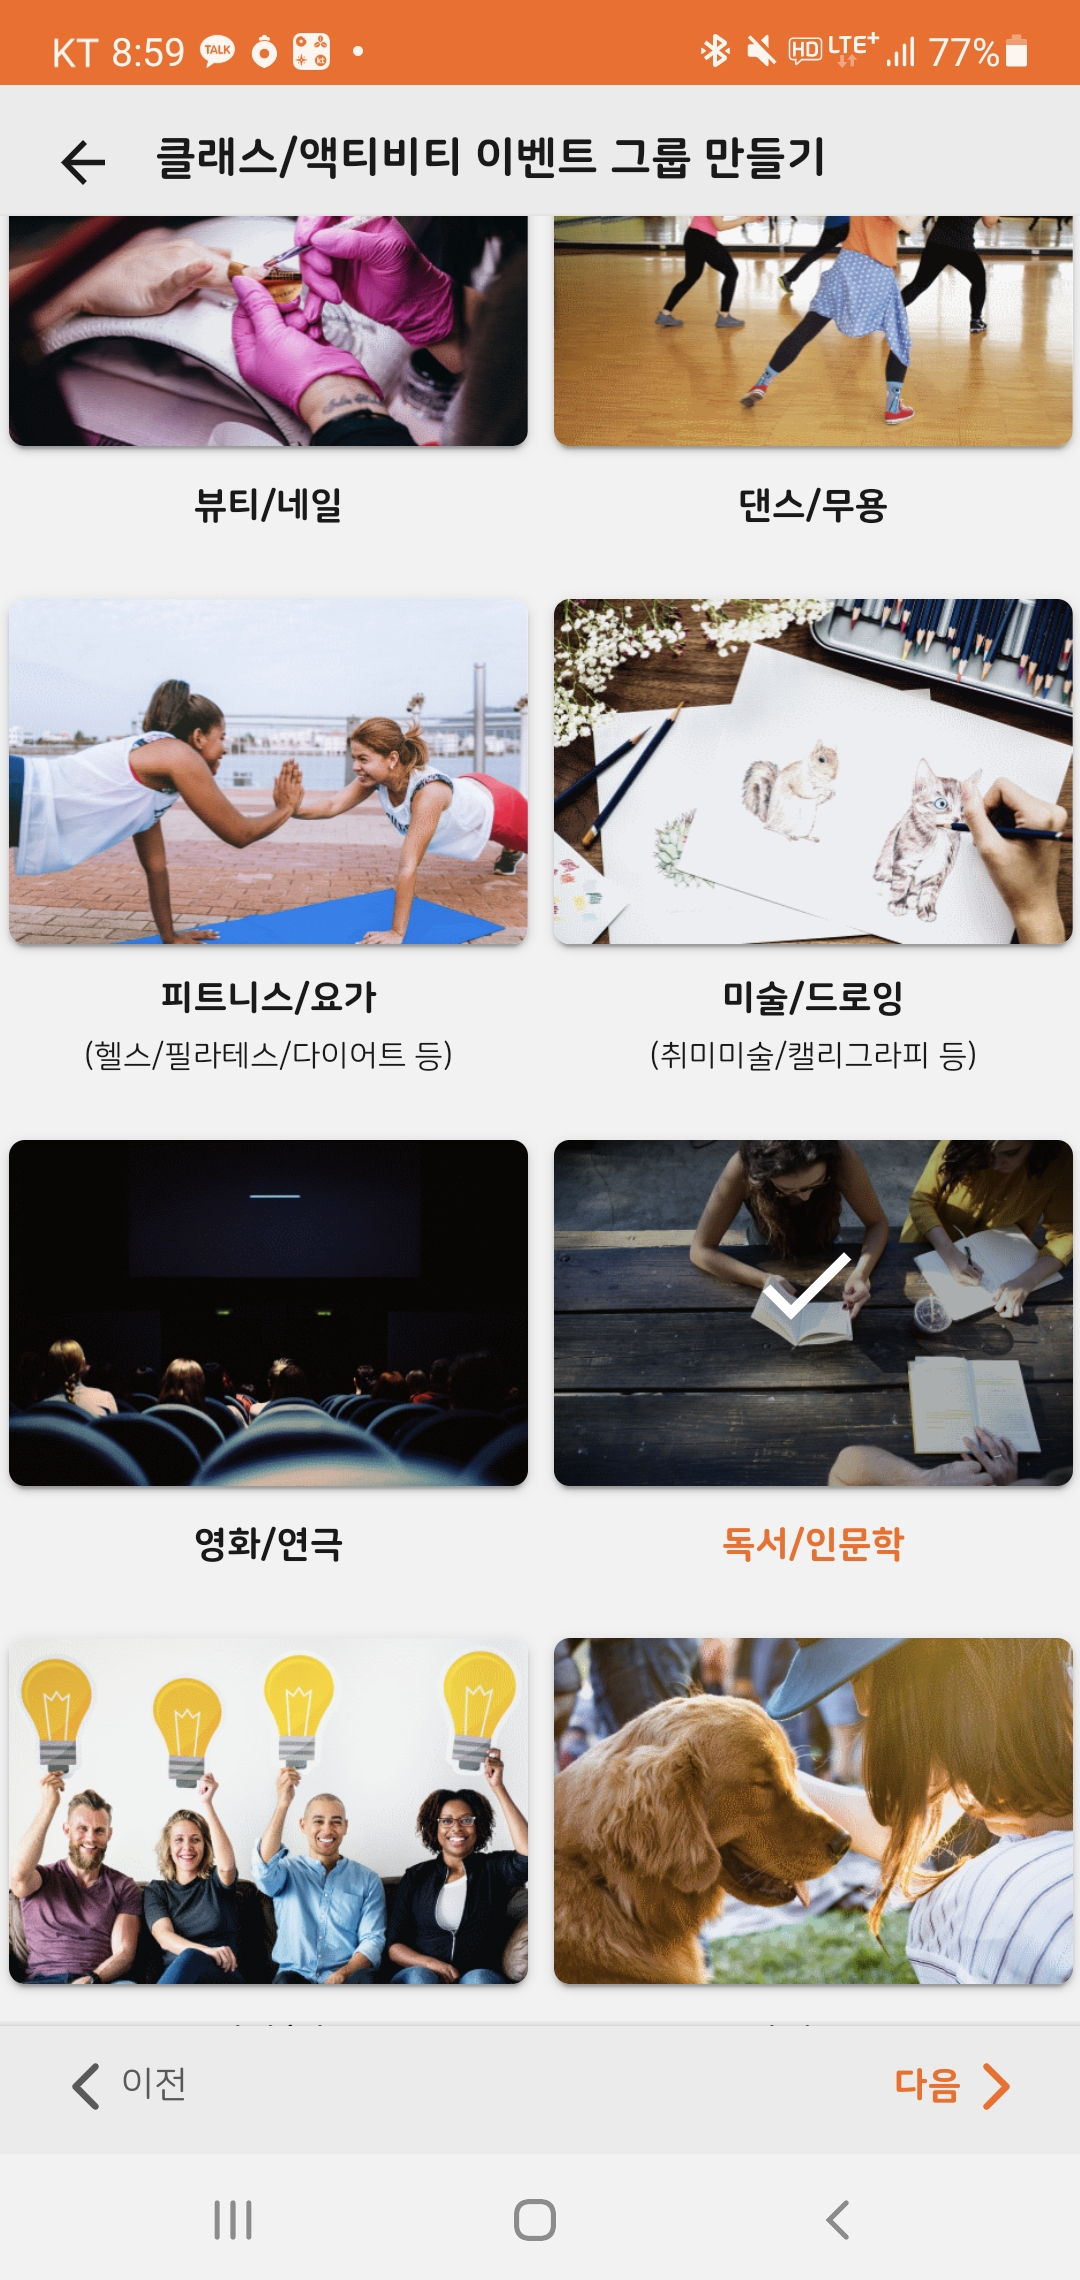 KT 8:59 TALK HD LTE+ 77%
클래스/액티비티 이벤트 그룹 만들기
뷰티/네일
댄스/무용
피트니스/요가
미술/드로잉
(헬스/필라테스/다이어트 등)
(취미미술/캘리그라피 등)
영화/연극
독서/인문학
이전
다음